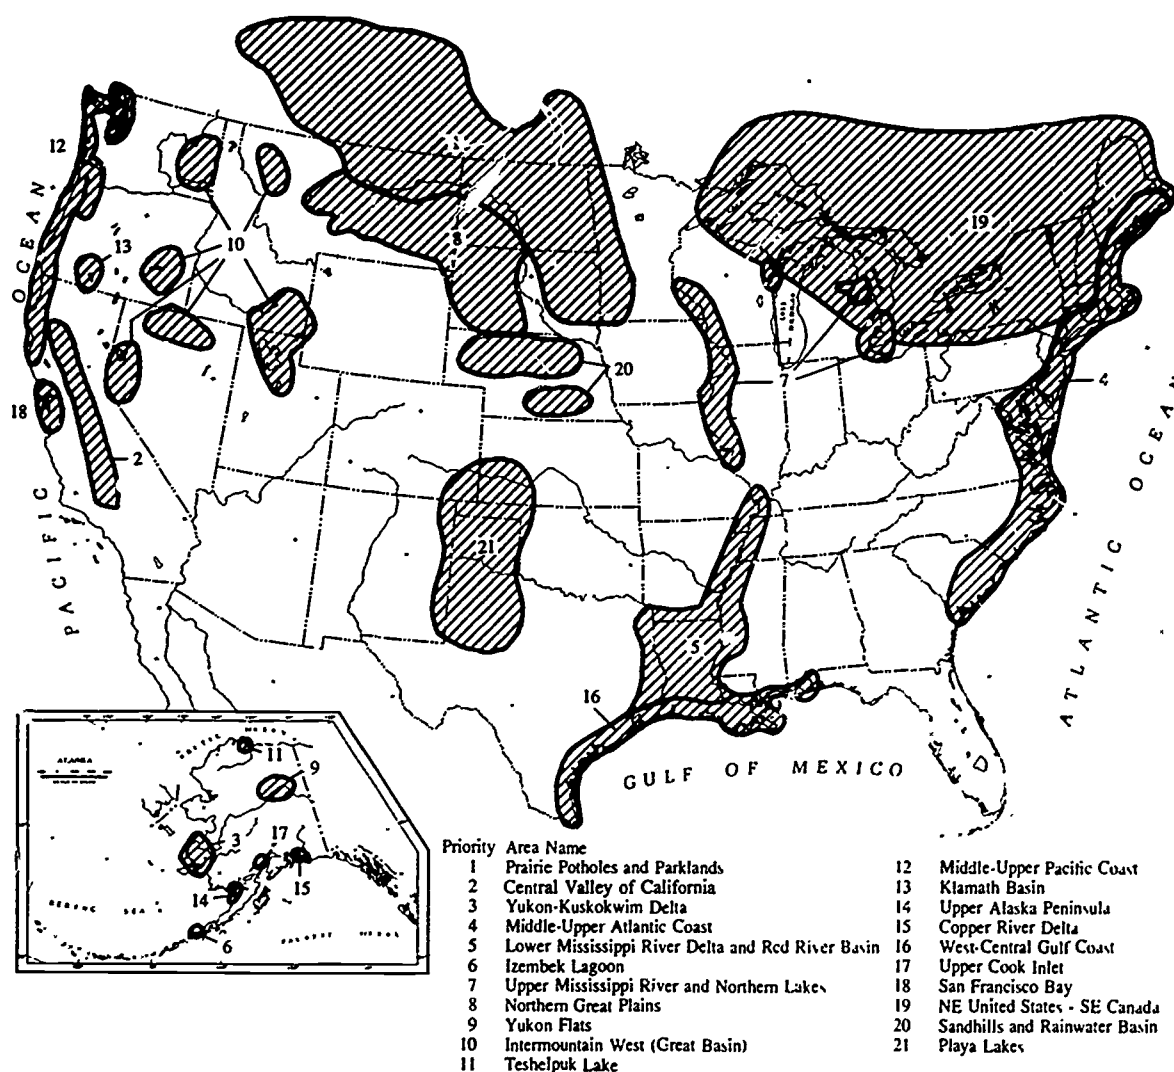 1
12
OCEAN
19
8
13
10
20
7
4
18
2
21
5
16
PACIFIC
ATLANTIC OCEAN
GULF OF MEXICO
ALASKA
11
9
3
17
14
15
6
BERING SEA
Priority Area Name
1 Prairie Potholes and Parklands
2 Central Valley of California
3 Yukon-Kuskokwim Delta
4 Middle-Upper Atlantic Coast
5 Lower Mississippi River Delta and Red River Basin
6 Izembek Lagoon
7 Upper Mississippi River and Northern Lakes
8 Northern Great Plains
9 Yukon Flats
10 Intermountain West (Great Basin)
11 Teshelpuk Lake
12 Middle-Upper Pacific Coast
13 Klamath Basin
14 Upper Alaska Peninsula
15 Copper River Delta
16 West-Central Gulf Coast
17 Upper Cook Inlet
18 San Francisco Bay
19 NE United States - SE Canada
20 Sandhills and Rainwater Basin
21 Playa Lakes